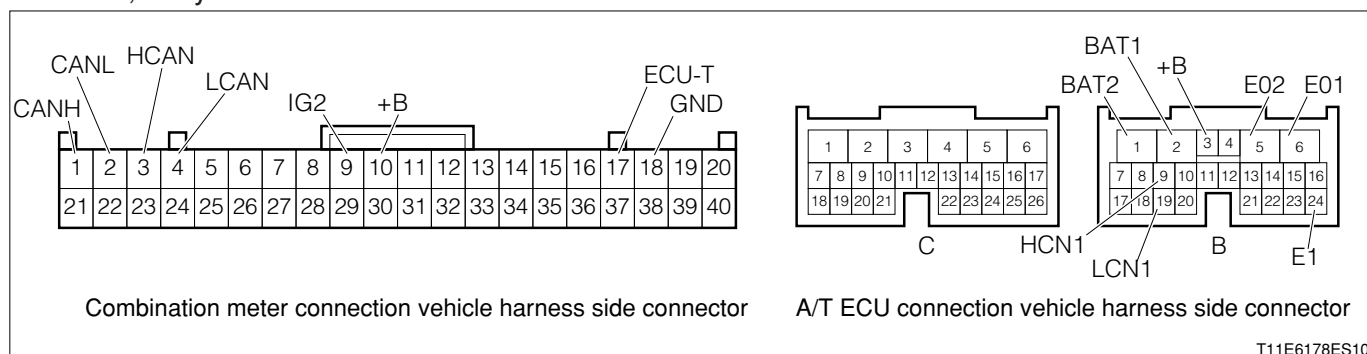 BAT1
HCAN
CANL
+B
LCAN
ECU-T
BAT2
E02
E01
IG2
+B
GND
CANH
1 2 3 4 5 6 7 8 9 10 11 12 13 14 15 16 17 18 19 20
21 22 23 24 25 26 27 28 29 30 31 32 33 34 35 36 37 38 39 40
1 2 3 4 5 6
7 8 9 10 11 12 13 14 15 16 17
18 19 20 21 22 23 24 25 26
C
1 2 3 4 5 6
7 8 9 10 11 12 13 14 15 16
17 18 19 20 21 22 23 24
HCN1
B
LCN1
E1
Combination meter connection vehicle harness side connector
A/T ECU connection vehicle harness side connector
T11E6178ES10